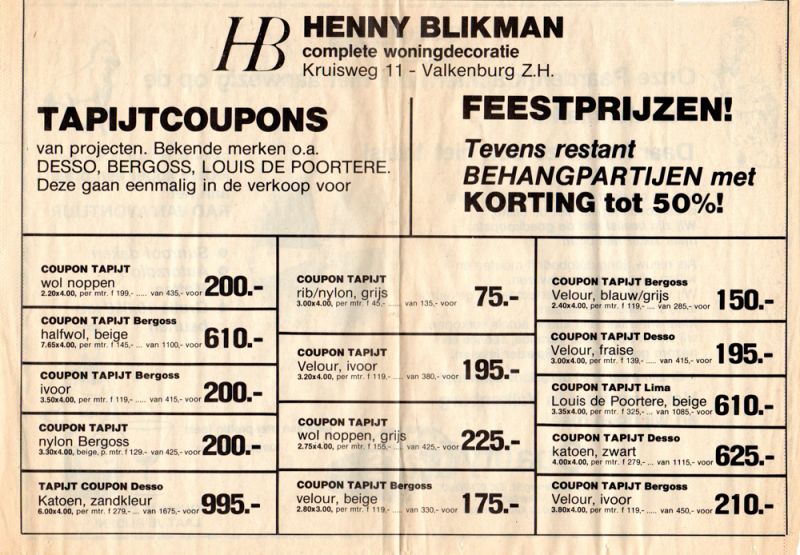 HB HENNY BLIKMAN
complete woningdecoratie
Kruisweg 11 - Valkenburg Z.H.
TAPIJTCOUPONS
van projecten. Bekende merken o.a.
DESSO, BERGOSS, LOUIS DE POORTERE.
Deze gaan eenmalig in de verkoop voor
FEESTPRIJZEN!
Tevens restant
BEHANGPARTIJEN met
KORTING tot 50%!
COUPON TAPIJT
wol noppen
2.20x4.00, per mtr. f 199,- .... van 435,- voor 200.-
COUPON TAPIJT Bergoss
halfwol, beige
7.65x4.00, per mtr. f 145,- ... van 1100,- voor 610.-
COUPON TAPIJT Bergoss
ivoor
3.50x4.00, per mtr. f 119,- ..... van 415,- voor 200.-
COUPON TAPIJT
nylon Bergoss
3.30x4.00, beige, p. mtr. f 129.- van 425,- voor 200.-
TAPIJT COUPON Desso
Katoen, zandkleur
6.00x4.00, per mtr. f 279,- ... van 1675,- voor 995.-
COUPON TAPIJT
rib/nylon, grijs
3.00x4.00, per mtr. f 45,- ..... van 135,- voor 75.-
COUPON TAPIJT
Velour, ivoor
3.20x4.00, per mtr. f 119,- ..... van 380,- voor 195.-
COUPON TAPIJT
wol noppen, grijs
2.75x4.00, per mtr. f 155,- ..... van 425,- voor 225.-
COUPON TAPIJT Bergoss
velour, beige
2.80x3.00, per mtr. f 119,- ..... van 330,- voor 175.-
COUPON TAPIJT Bergoss
Velour, blauw/grijs
2.40x4.00, per mtr. f 119,- ..... van 285,- voor 150.-
COUPON TAPIJT Desso
Velour, fraise
3.00x4.00, per mtr. f 139,- ..... van 415,- voor 195.-
COUPON TAPIJT Lima
Louis de Poortere, beige
3.35x4.00, per mtr. f 325,- ... van 1085,- voor 610.-
COUPON TAPIJT Desso
katoen, zwart
4.00x4.00, per mtr. f 279,- ... van 1115,- voor 625.-
COUPON TAPIJT Bergoss
Velour, ivoor
3.80x4.00, per mtr. f 119,- ..... van 450,- voor 210.-